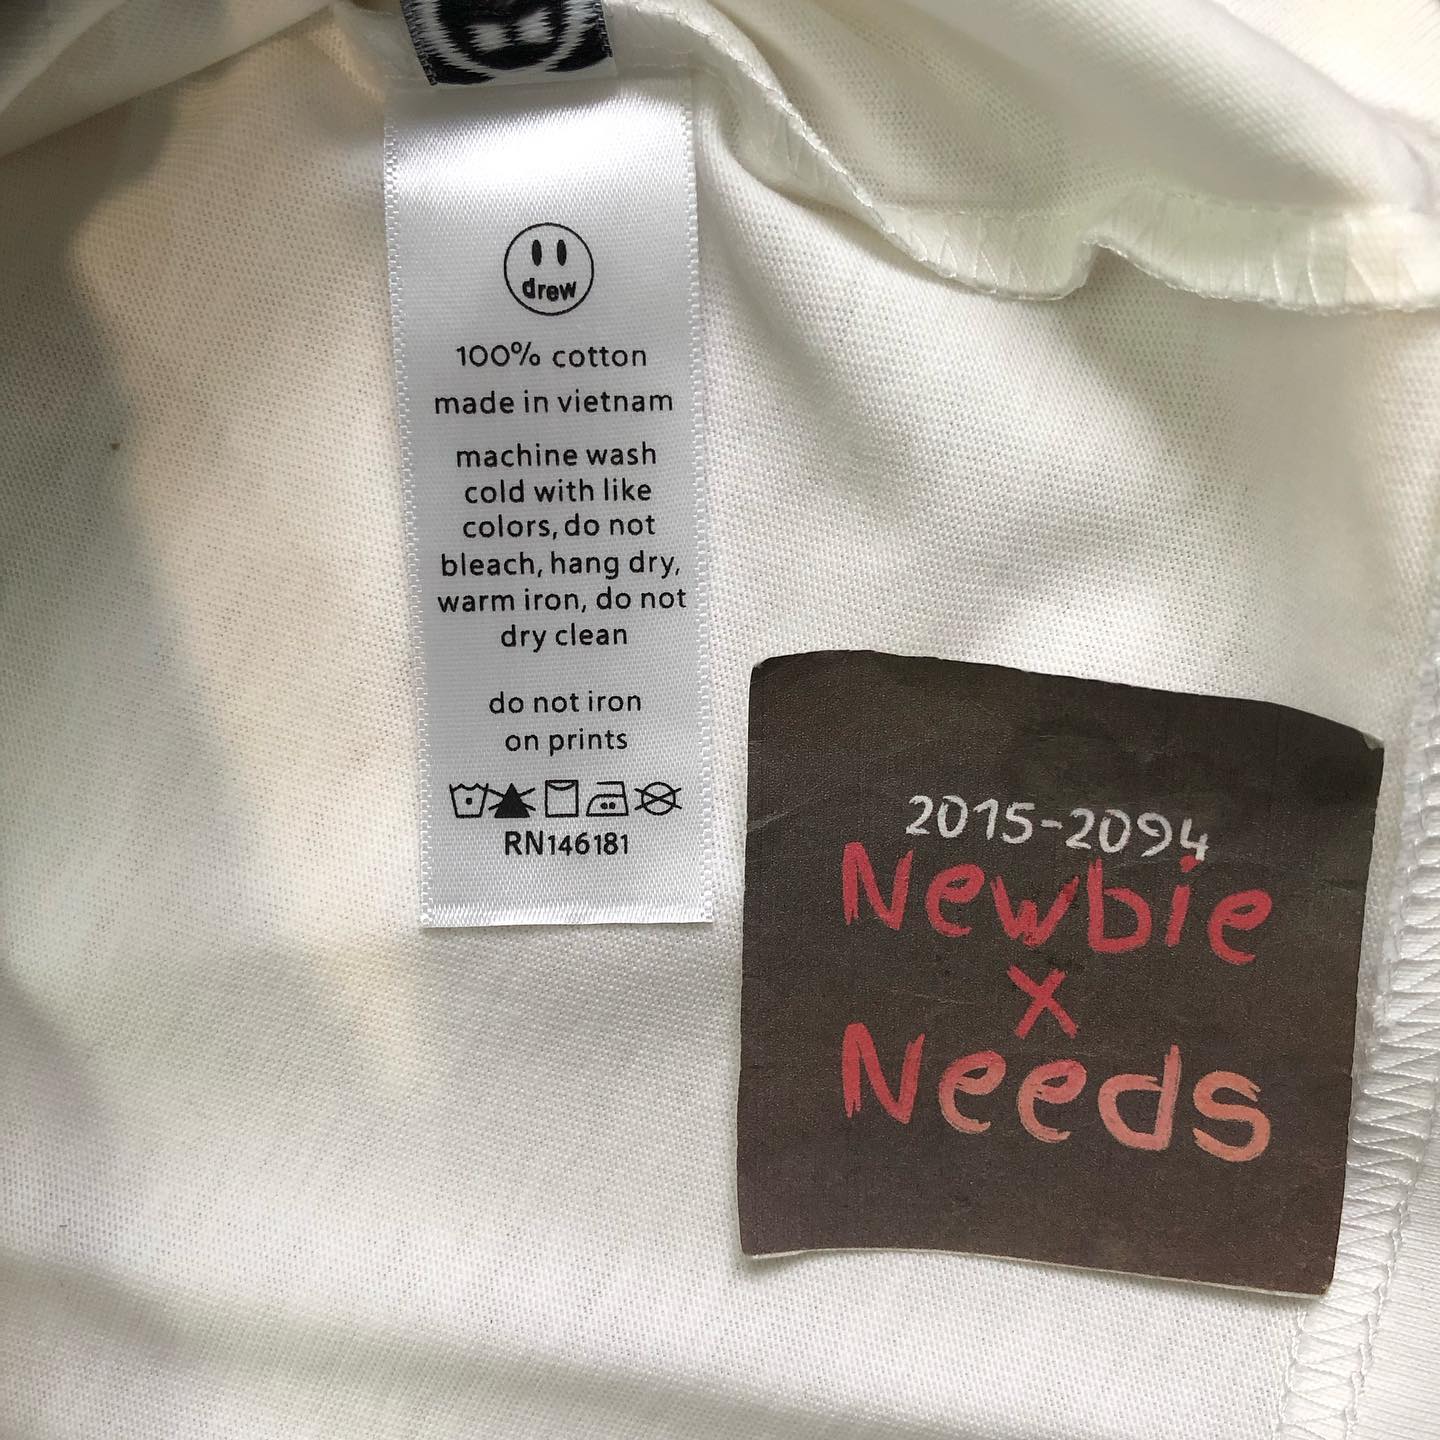 drew
100% cotton
made in vietnam
machine wash
cold with like
colors, do not
bleach, hang dry,
warm iron, do not
dry clean
do not iron
on prints
RN146181
2015-2094
Newbie
x
Needs